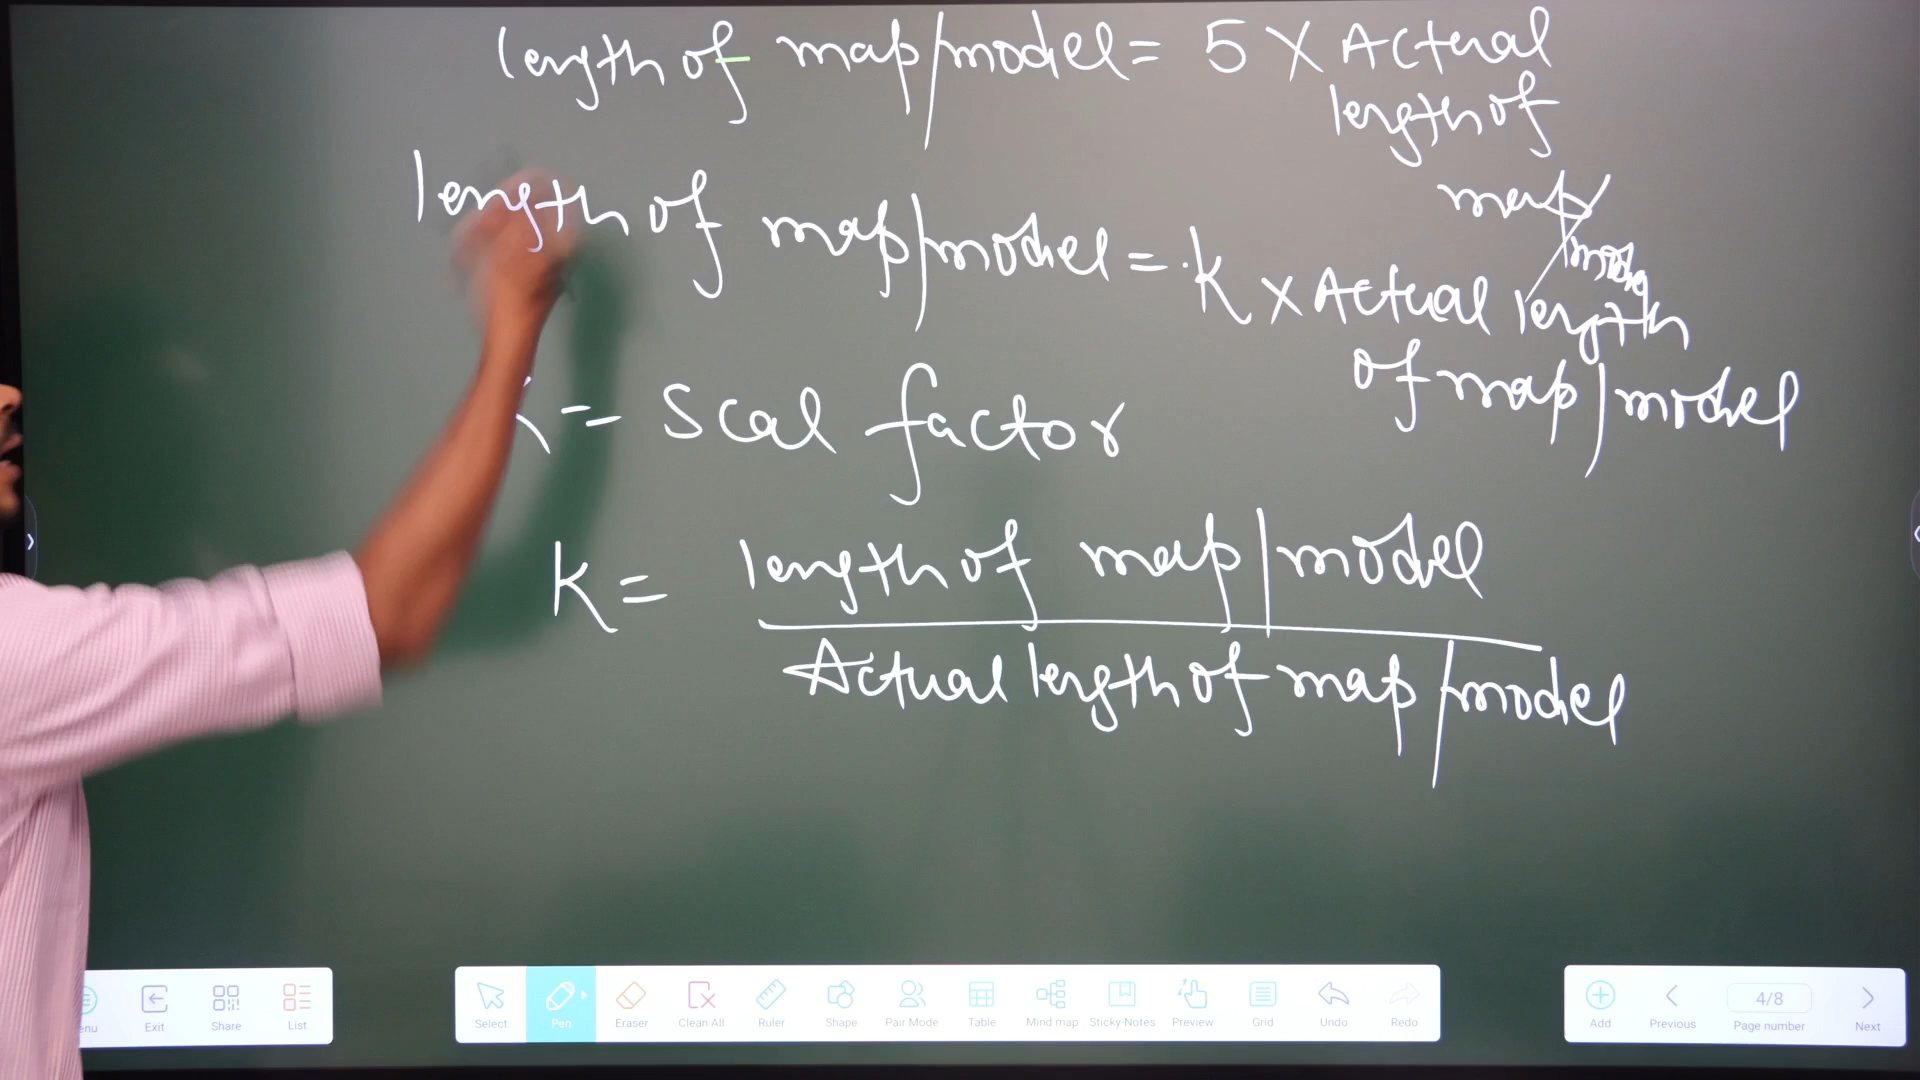 length of map/model = 5 X Actual
length of
map/
model
length of map/model = k X Actual length
of map/model
= Scal factor
K = length of map/model
Actual length of map/model
Exit
Share
List
Select
Pen
Eraser
Clean All
Ruler
Shape
Pair Mode
Table
Mind map
Sticky-Notes
Preview
Grid
Undo
Redo
Add
Previous
4/8
Page number
Next